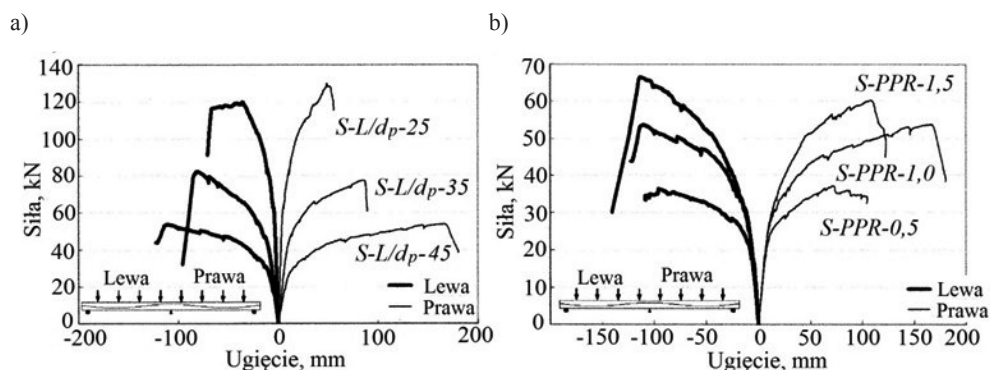 a)
Siła, kN
140
120
100
80
60
40
20
0
-200
-100
0
100
200
Ugięcie, mm
S-L/dp-25
S-L/dp-35
S-L/dp-45
Lewa Prawa
Lewa
Prawa
b)
Siła, kN
70
60
50
40
30
20
10
0
-150
-100
-50
0
50
100
150
200
Ugięcie, mm
S-PPR-1,5
S-PPR-1,0
S-PPR-0,5
Lewa Prawa
Lewa
Prawa